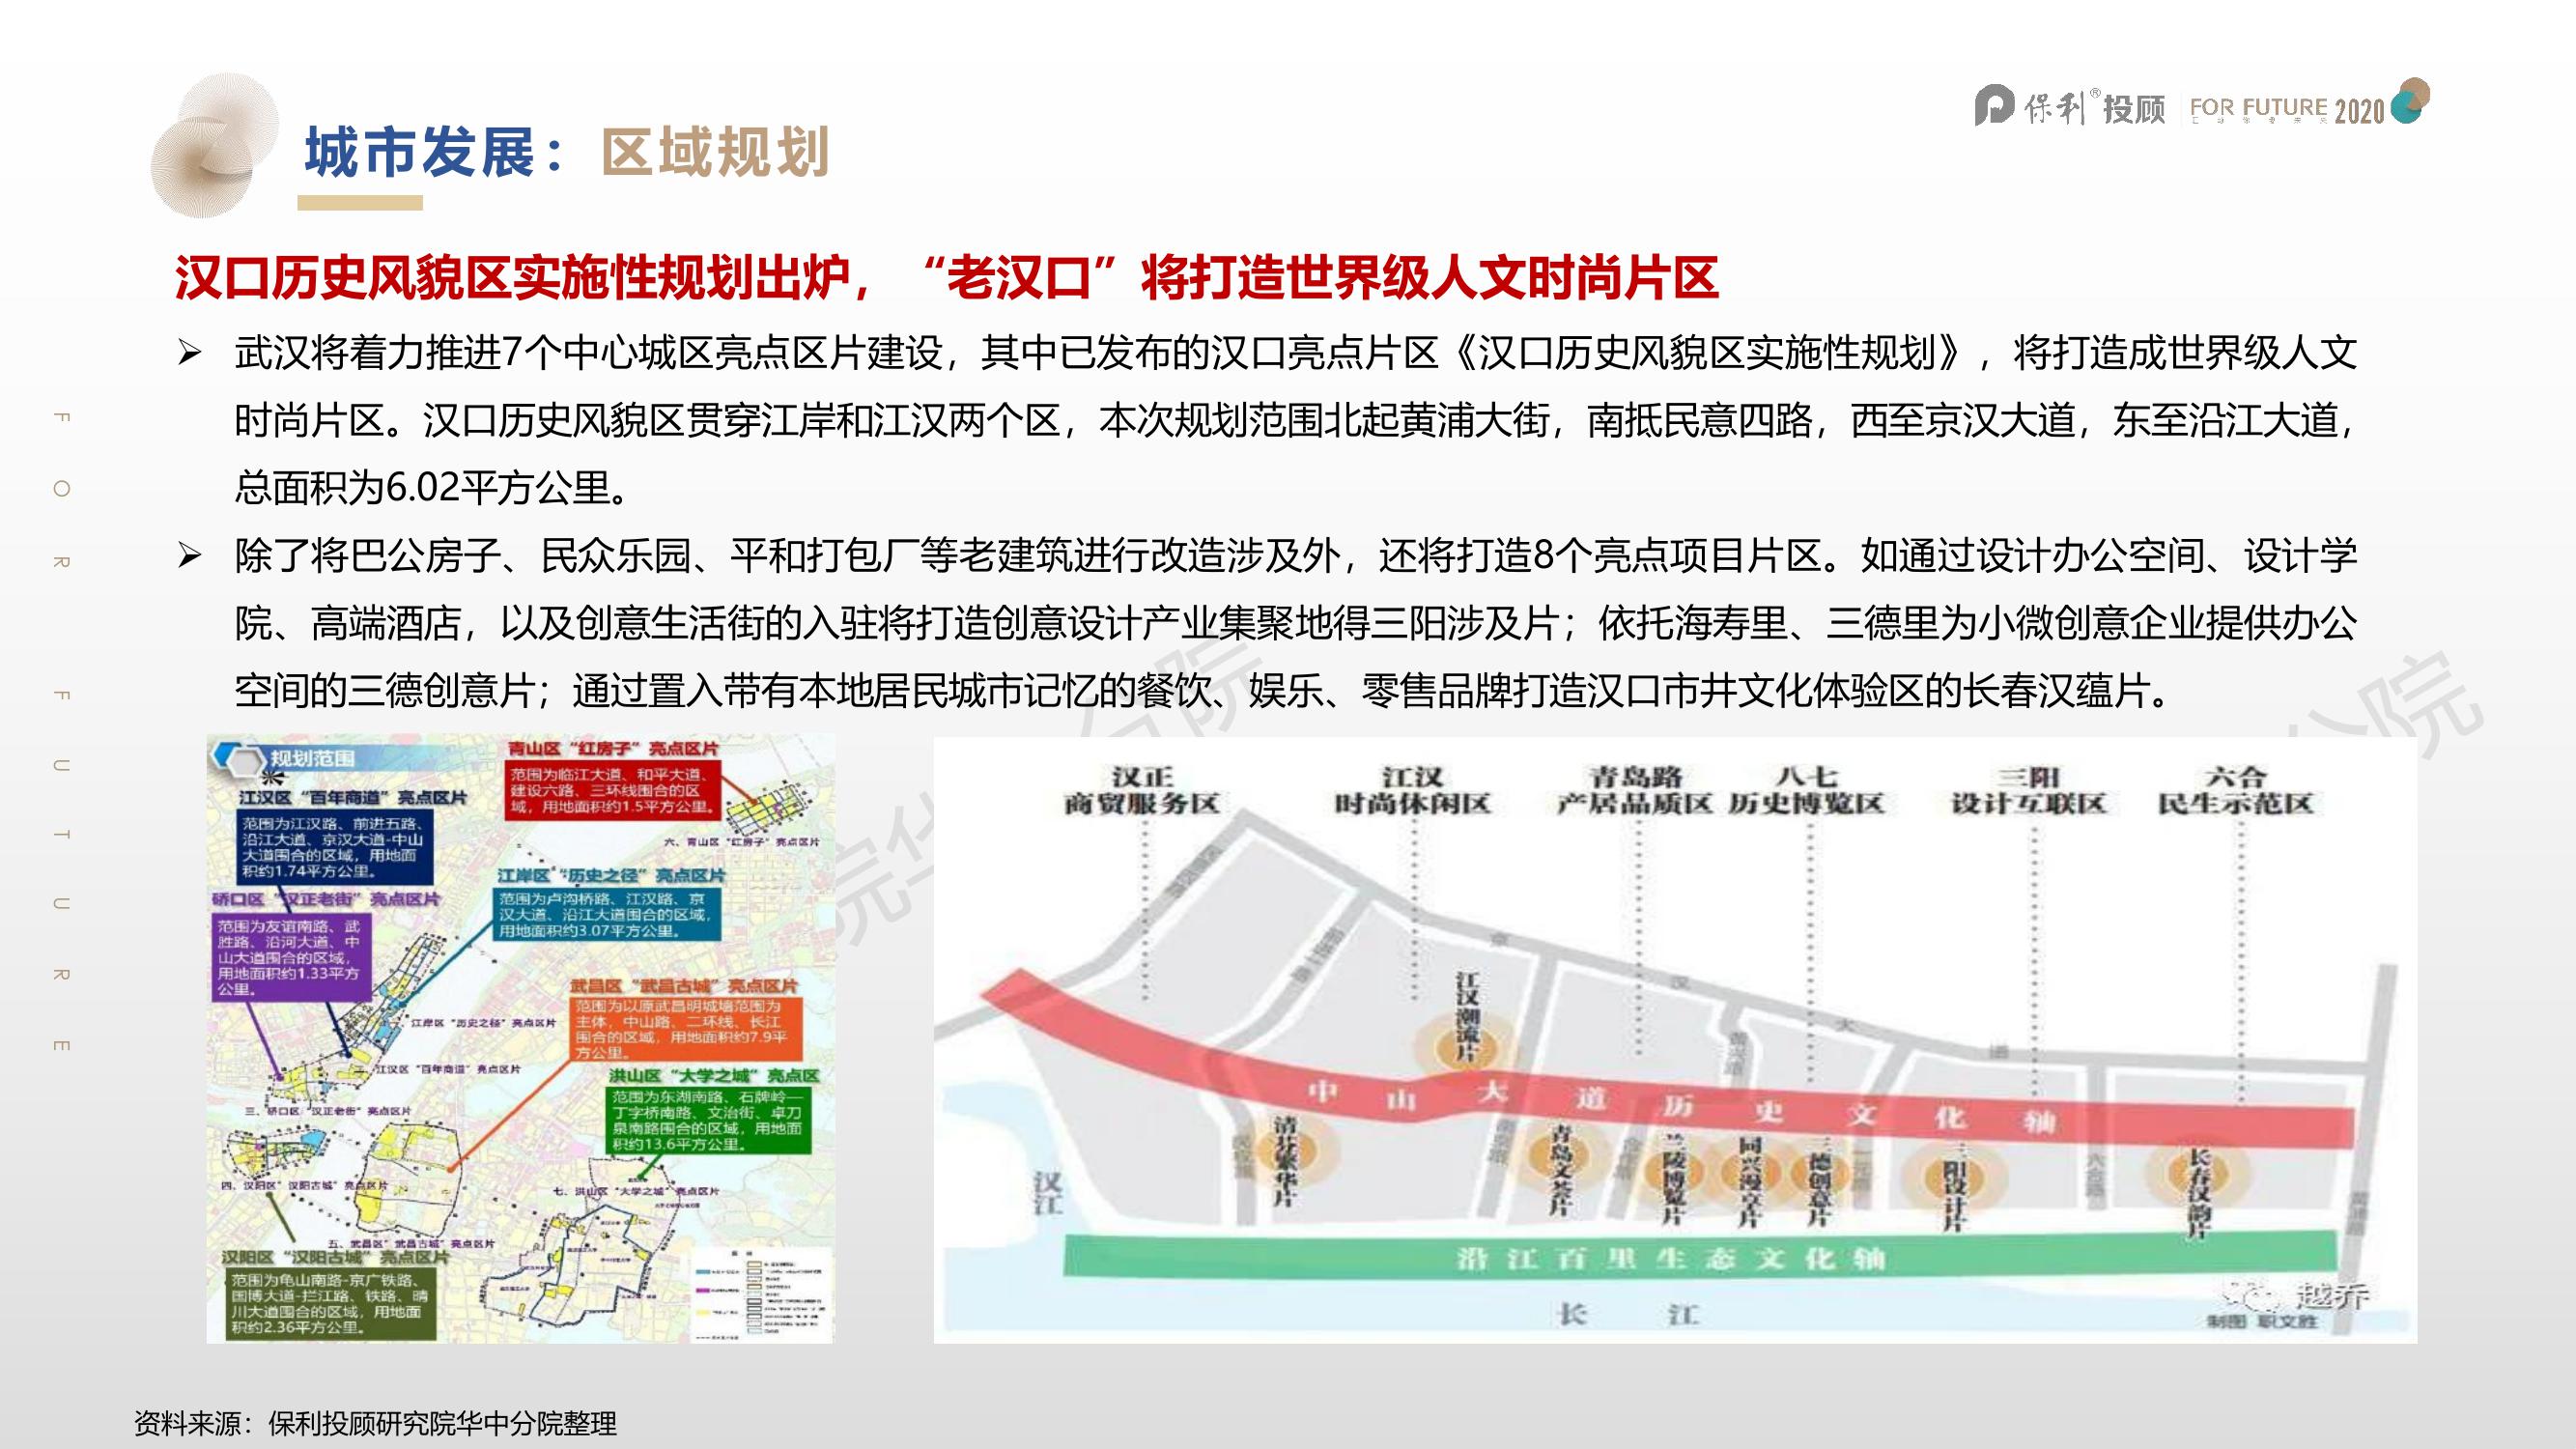 城市发展：区域规划
保利®投顾 FOR FUTURE 2020
汉口历史风貌区实施性规划出炉，“老汉口”将打造世界级人文时尚片区
武汉将着力推进7个中心城区亮点区片建设，其中已发布的汉口亮点片区《汉口历史风貌区实施性规划》，将打造成世界级人文
时尚片区。汉口历史风貌区贯穿江岸和江汉两个区，本次规划范围北起黄浦大街，南抵民意四路，西至京汉大道，东至沿江大道，
总面积为6.02平方公里。
除了将巴公房子、民众乐园、平和打包厂等老建筑进行改造涉及外，还将打造8个亮点项目片区。如通过设计办公空间、设计学
院、高端酒店，以及创意生活街的入驻将打造创意设计产业集聚地得三阳涉及片；依托海寿里、三德里为小微创意企业提供办公
空间的三德创意片；通过置入带有本地居民城市记忆的餐饮、娱乐、零售品牌打造汉口市井文化体验区的长春汉蕴片。
FOR FUTURE
规划范围
青山区“红房子”亮点区片
范围为临江大道、和平大道、
建设六路、三环线围合的区
域，用地面积约1.5平方公里。
六、青山区“红房子”亮点区片
江汉区“百年商道”亮点区片
范围为江汉路、前进五路、
沿江大道、京汉大道-中山
大道围合的区域，用地面
积约1.74平方公里。
江岸区“历史之径”亮点区片
范围为卢沟桥路、江汉路、京
汉大道、沿江大道围合的区域，
用地面积约3.07平方公里。
硚口区“汉正老街”亮点区片
范围为友谊南路、武
胜路、沿河大道、中
山大道围合的区域，
用地面积约1.33平方
公里。
武昌区“武昌古城”亮点区片
范围为以原武昌明城墙范围为
主体，中山路、二环线、长江
围合的区域，用地面积约7.9平
方公里。
江岸区“历史之径”亮点区片
二、江汉区“百年商道”亮点区片
洪山区“大学之城”亮点区
范围为东湖南路、石牌岭—
丁字桥南路、文治街、卓刀
泉南路围合的区域，用地面
积约13.6平方公里。
三、硚口区“汉正老街”亮点区片
四、汉阳区“汉阳古城”亮点区片
七、洪山区“大学之城”亮点区片
五、武昌区“武昌古城”亮点区片
汉阳区“汉阳古城”亮点区片
范围为龟山南路-京广铁路、
国博大道-拦江路、铁路、晴
川大道围合的区域，用地面
积约2.36平方公里。
汉正
商贸服务区
江汉
时尚休闲区
青岛路
产居品质区
八七
历史博览区
三阳
设计互联区
六合
民生示范区
京汉大道
江汉潮流片
中山大道历史文化轴
清芬繁华片
青岛文荟片
兰陵博览片
同兴漫享片
三德创意片
三阳设计片
长春汉韵片
汉江
沿江百里生态文化轴
长江
越乔
制图 职文胜
资料来源：保利投顾研究院华中分院整理